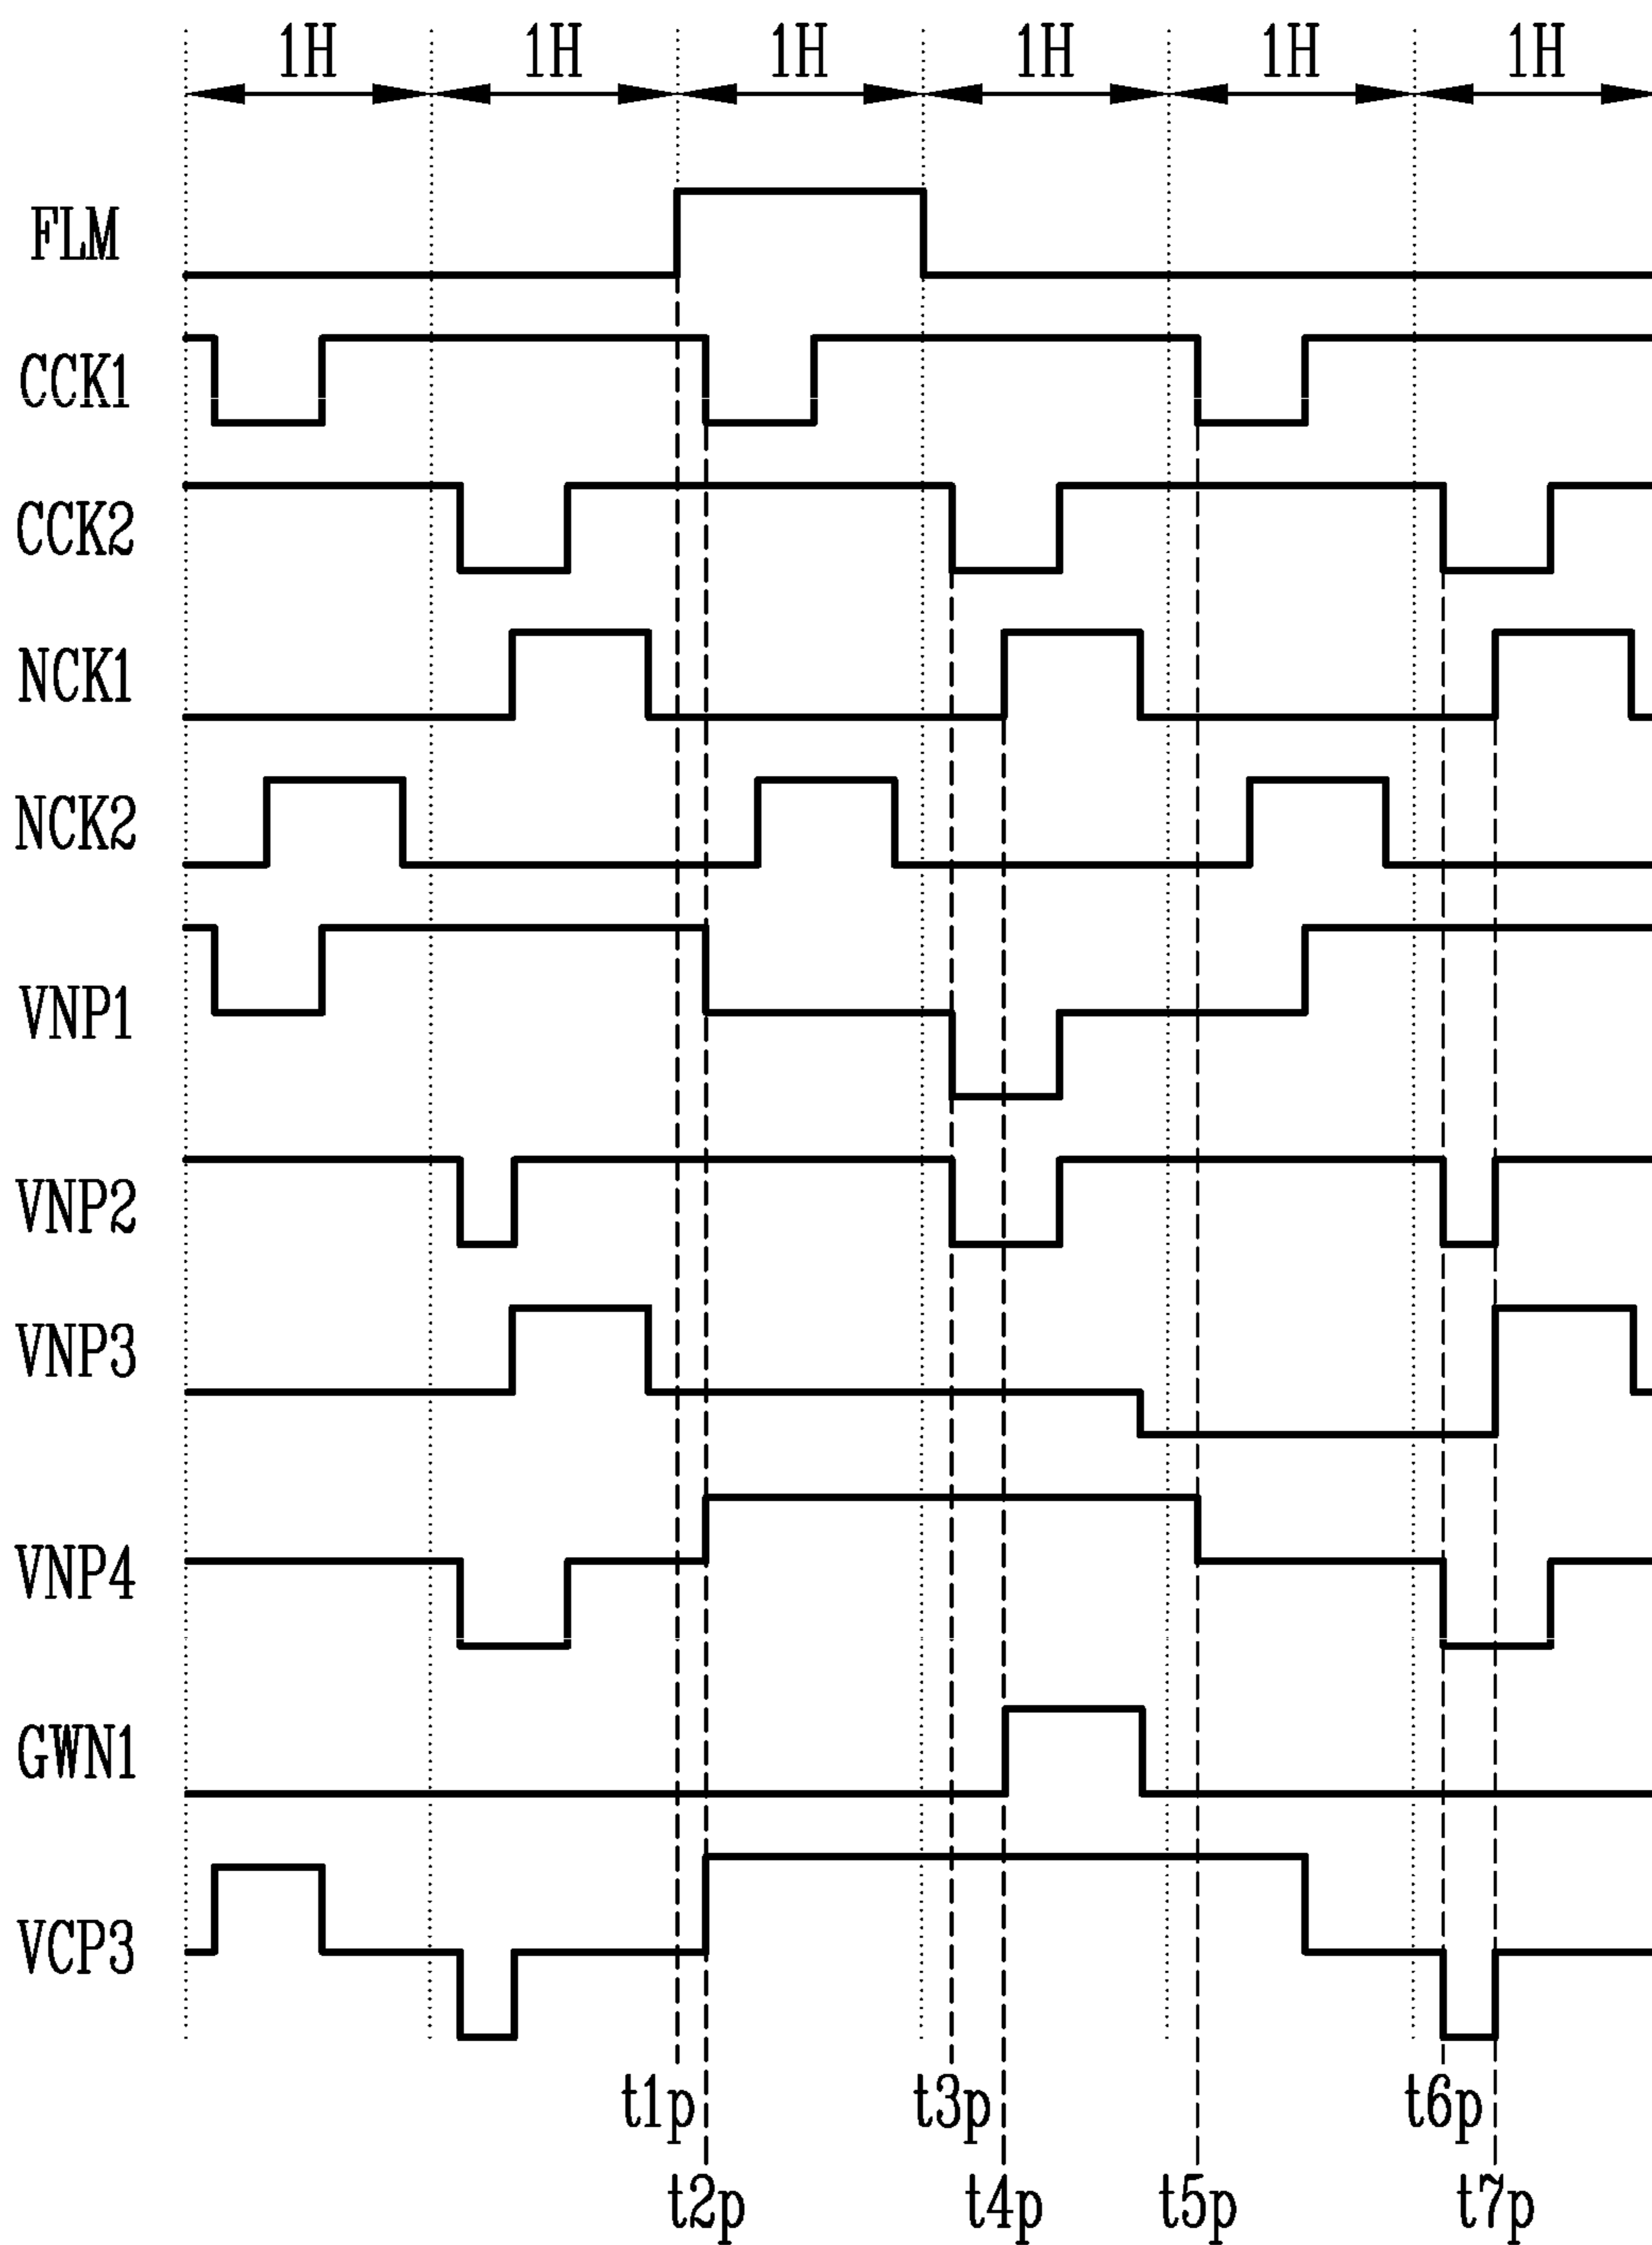 1H 1H 1H 1H 1H 1H
FLM
CCK1
CCK2
NCK1
NCK2
VNP1
VNP2
VNP3
VNP4
GWN1
VCP3
t1p t3p t6p
t2p t4p t5p t7p